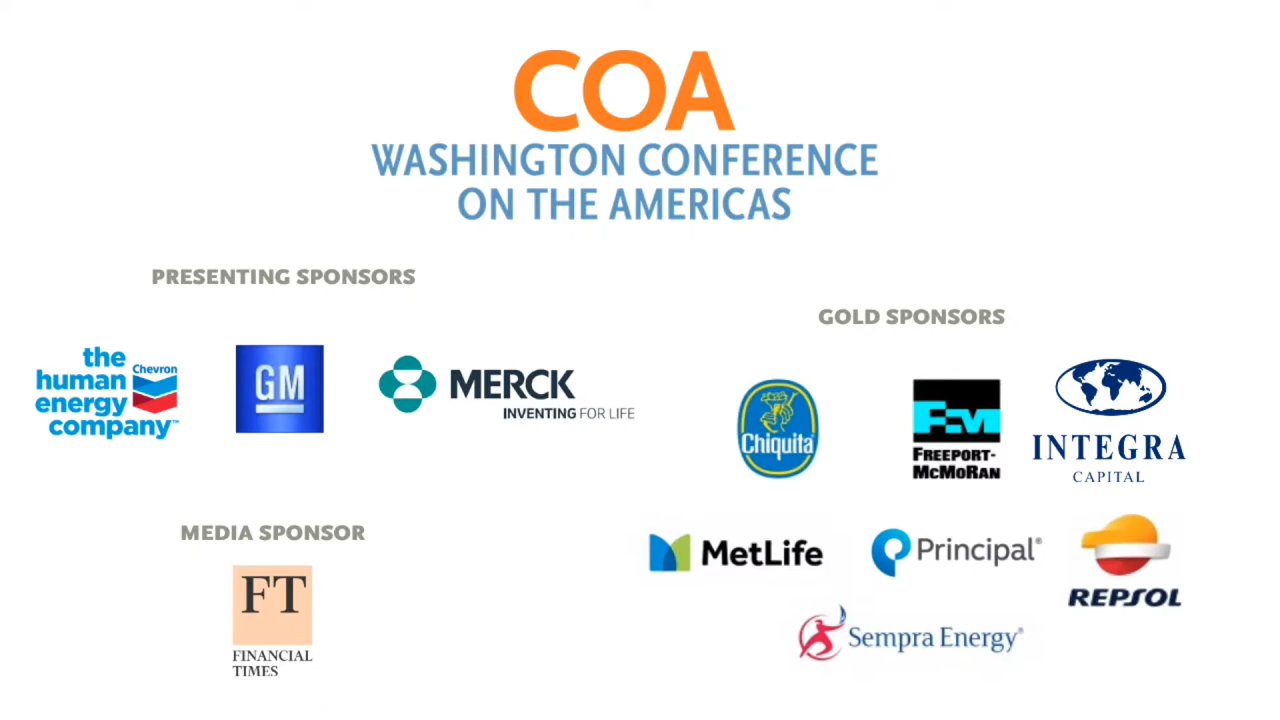 COA
WASHINGTON CONFERENCE
ON THE AMERICAS
PRESENTING SPONSORS
the
human
energy
company™
Chevron
GM
MERCK
INVENTING FOR LIFE
MEDIA SPONSOR
FT
FINANCIAL
TIMES
GOLD SPONSORS
Chiquita
FM
FREEPORT-
MCMORAN
INTEGRA
CAPITAL
MetLife
Principal®
REPSOL
Sempra Energy®